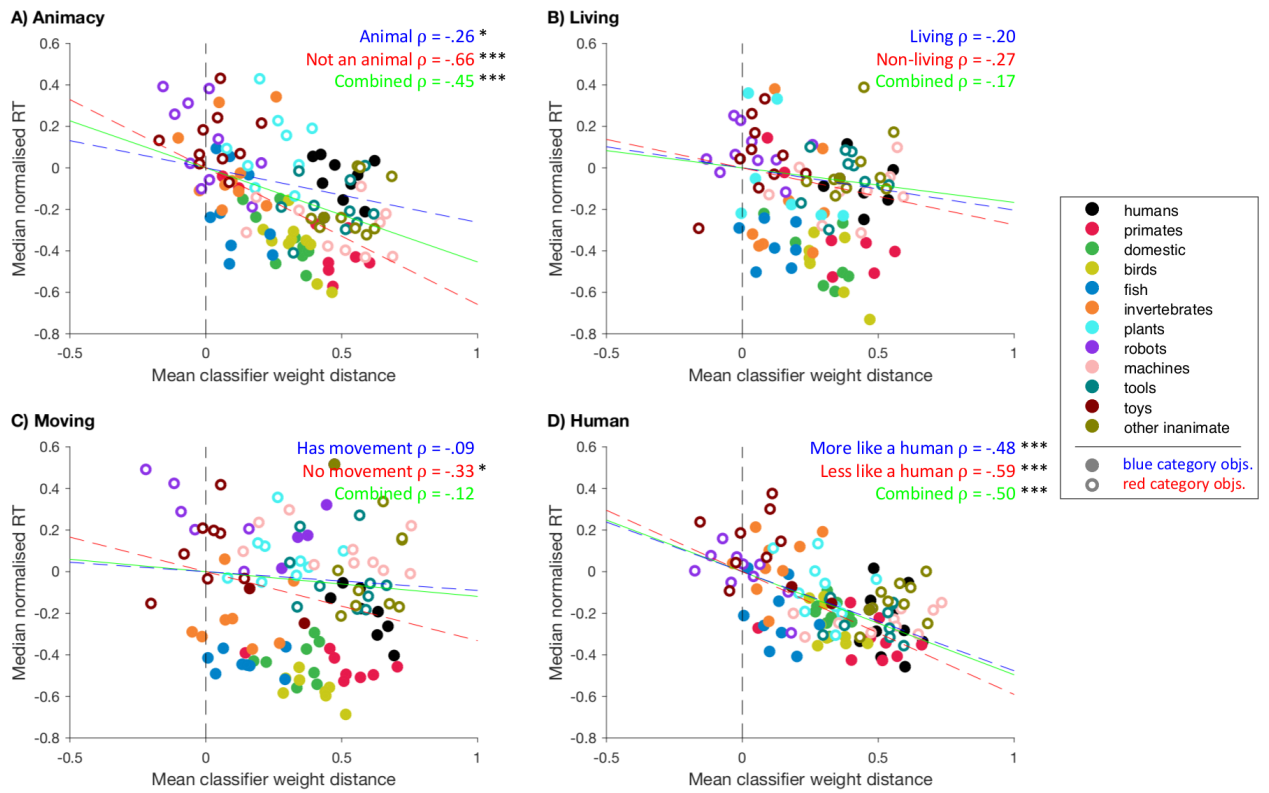 A) Animacy
Animal ρ = -.26 *
Not an animal ρ = -.66 ***
Combined ρ = -.45 ***
0.6
0.4
0.2
0
-0.2
-0.4
-0.6
-0.8
Median normalised RT
-0.5 0 0.5 1
Mean classifier weight distance
B) Living
Living ρ = -.20
Non-living ρ = -.27
Combined ρ = -.17
0.6
0.4
0.2
0
-0.2
-0.4
-0.6
-0.8
Median normalised RT
-0.5 0 0.5 1
Mean classifier weight distance
C) Moving
Has movement ρ = -.09
No movement ρ = -.33 *
Combined ρ = -.12
0.6
0.4
0.2
0
-0.2
-0.4
-0.6
-0.8
Median normalised RT
-0.5 0 0.5 1
Mean classifier weight distance
D) Human
More like a human ρ = -.48 ***
Less like a human ρ = -.59 ***
Combined ρ = -.50 ***
0.6
0.4
0.2
0
-0.2
-0.4
-0.6
-0.8
Median normalised RT
-0.5 0 0.5 1
Mean classifier weight distance
humans
primates
domestic
birds
fish
invertebrates
plants
robots
machines
tools
toys
other inanimate
blue category objs.
red category objs.